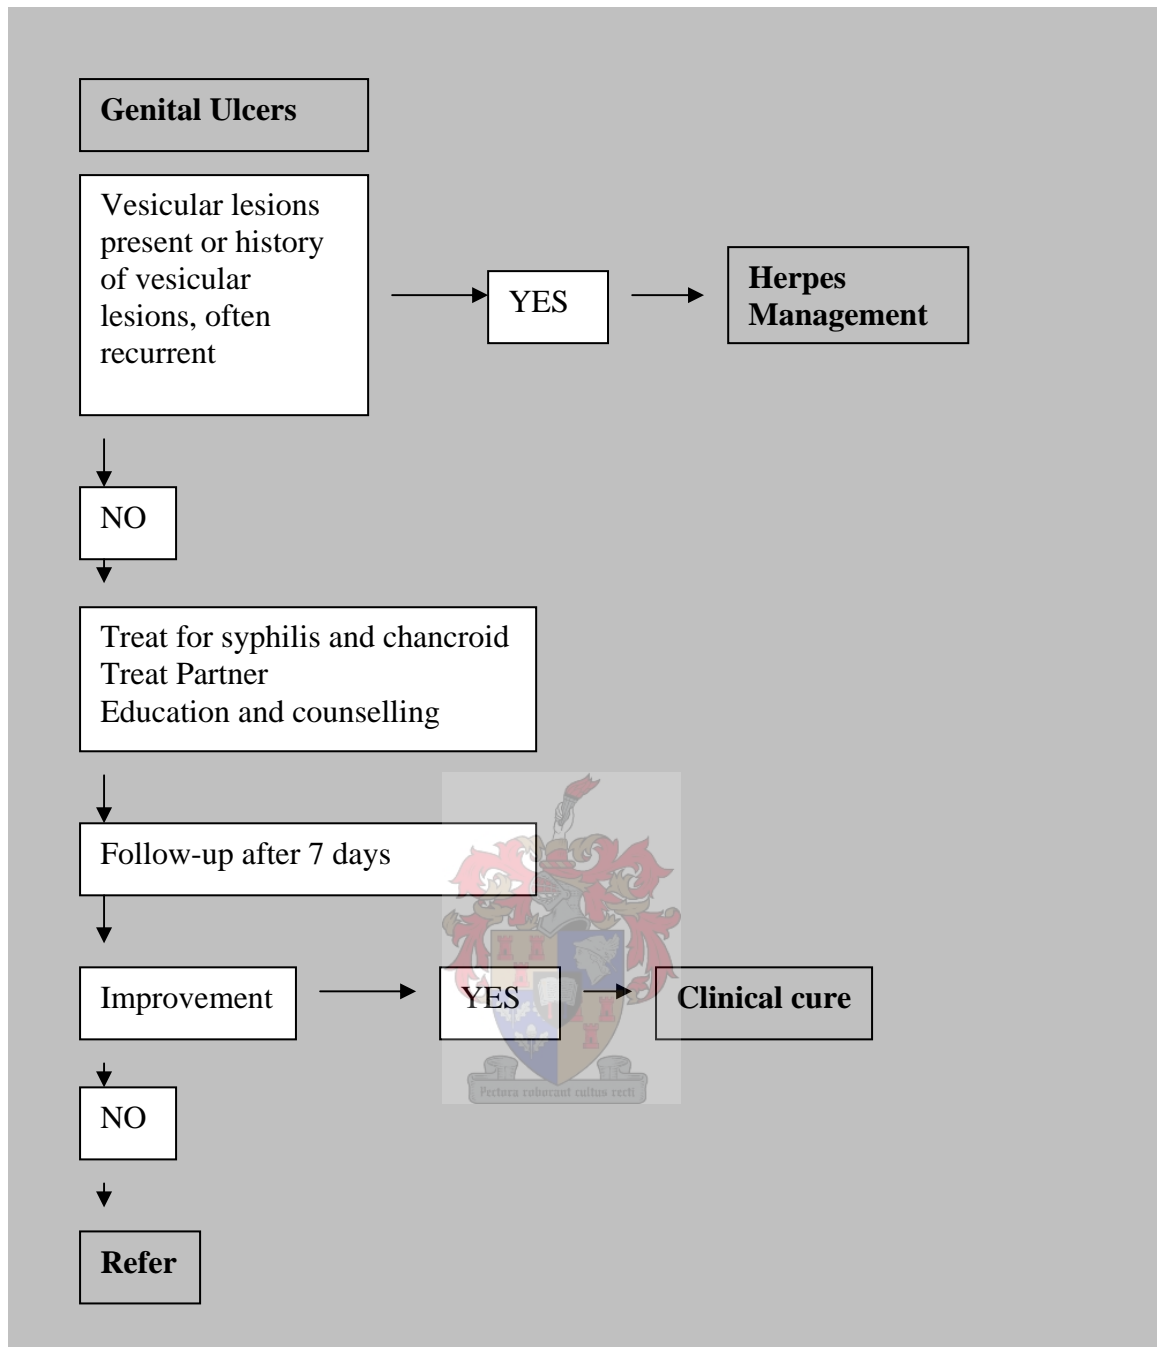 Genital Ulcers
Vesicular lesions
present or history
of vesicular
lesions, often
recurrent
YES
Herpes
Management
NO
Treat for syphilis and chancroid
Treat Partner
Education and counselling
Follow-up after 7 days
Improvement
YES
Clinical cure
Pectora roborant cultus recti
NO
Refer